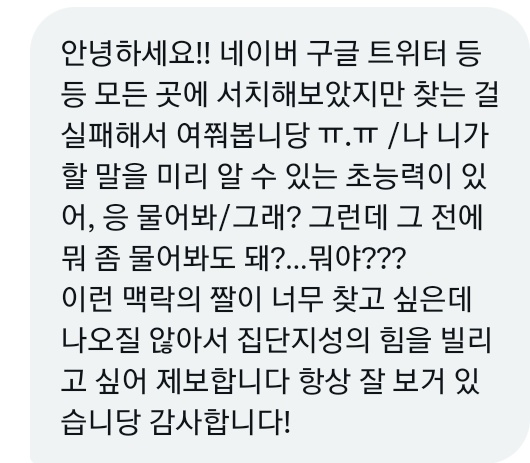 안녕하세요!! 네이버 구글 트위터 등
등 모든 곳에 서치해보았지만 찾는 걸
실패해서 여쭤봅니당 ㅠ.ㅠ /나 니가
할 말을 미리 알 수 있는 초능력이 있
어, 응 물어봐/그래? 그런데 그 전에
뭐 좀 물어봐도 돼?...뭐야???
이런 맥락의 짤이 너무 찾고 싶은데
나오질 않아서 집단지성의 힘을 빌리
고 싶어 제보합니다 항상 잘 보거 있
습니당 감사합니다!